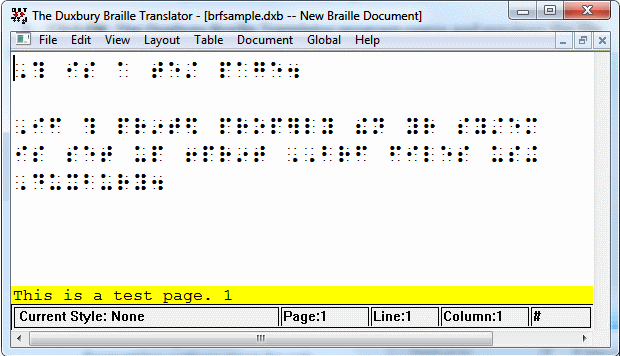 The Duxbury Braille Translator - [brfsample.dxb -- New Braille Document]
File Edit View Layout Table Document Global Help
⠠⠹ ⠊⠎ ⠁ ⠞⠑⠌ ⠏⠁⠛⠑⠲
⠠⠊⠋ ⠹ ⠏⠗⠔⠞⠫ ⠏⠗⠕⠏⠻⠇⠽ ⠮⠝ ⠽⠗ ⠎⠽⠌⠑⠍
⠊⠎ ⠎⠑⠞ ⠥⠏ ⠖⠏⠗⠔⠞ ⠠⠠⠃⠗⠋ ⠋⠊⠇⠑⠎ ⠥⠎⠬
⠠⠙⠥⠭⠃⠥⠗⠽⠲
This is a test page. 1
Current Style: None Page:1 Line:1 Column:1 #